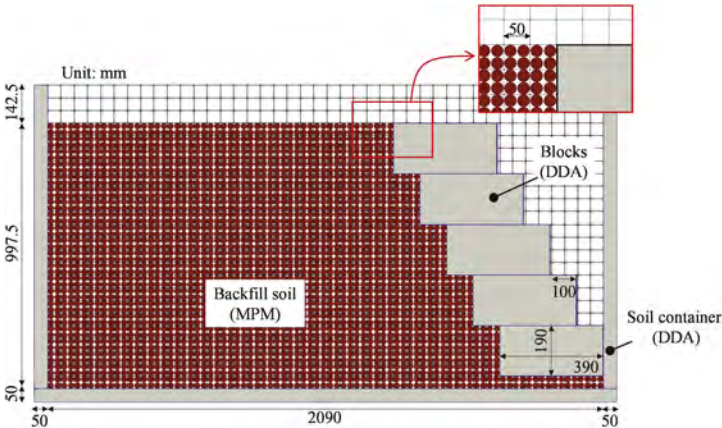 50
Unit: mm
142.5
Blocks
(DDA)
997.5
100
Backfill soil
(MPM)
Soil container
(DDA)
190
390
50
50
2090
50